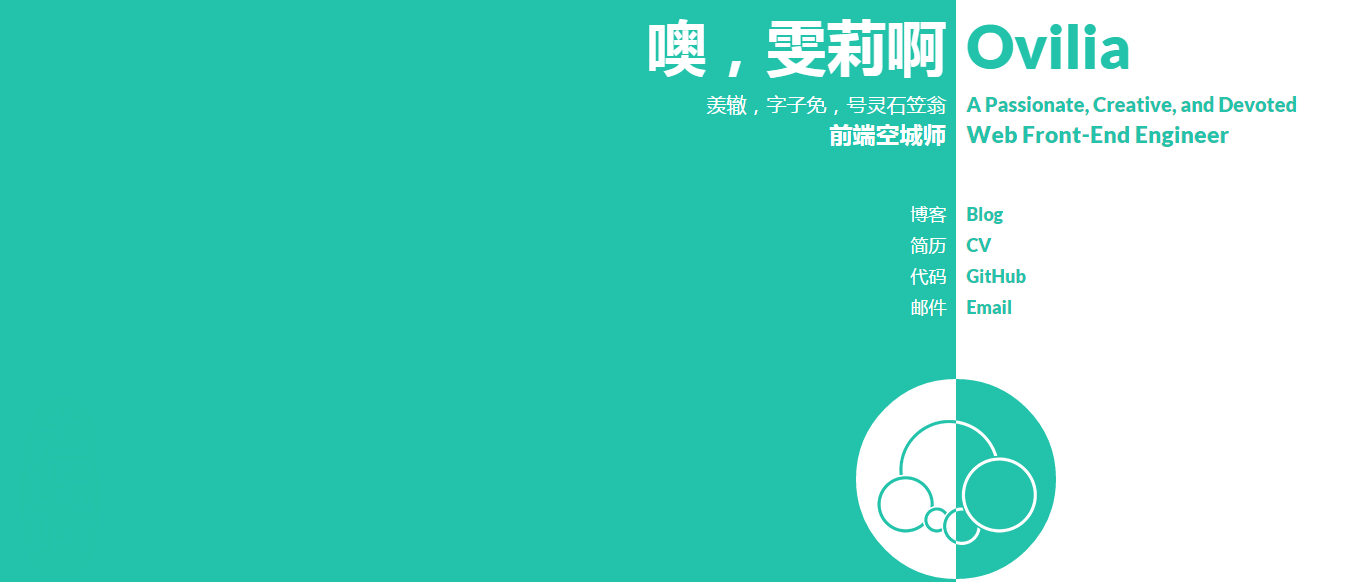 噢，雯莉啊 Ovilia
羡辙，字子免，号灵石笠翁 A Passionate, Creative, and Devoted
前端空城师 Web Front-End Engineer
博客 Blog
简历 CV
代码 GitHub
邮件 Email